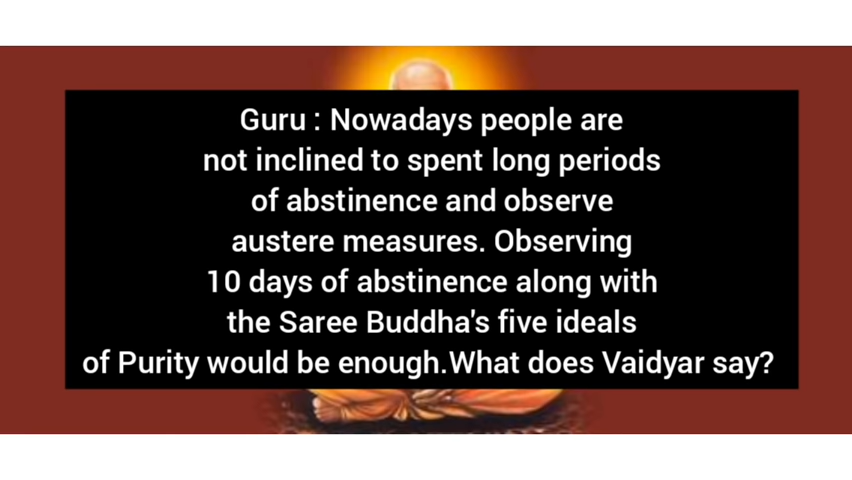 Guru : Nowadays people are
not inclined to spent long periods
of abstinence and observe
austere measures. Observing
10 days of abstinence along with
the Saree Buddha's five ideals
of Purity would be enough.What does Vaidyar say?